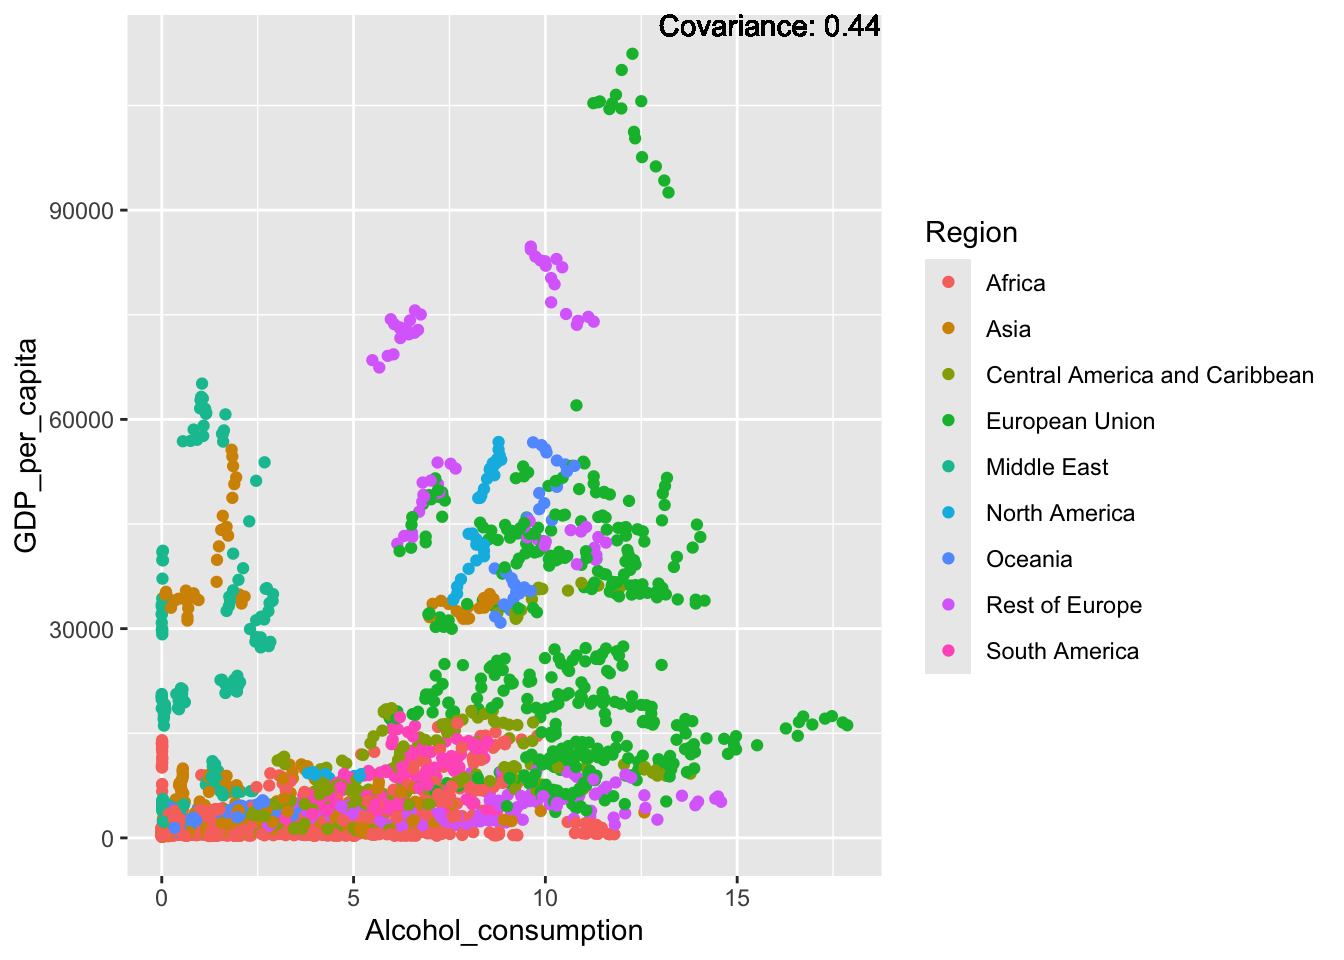 Covariance: 0.44
GDP_per_capita
90000
60000
30000
0
0
5
10
15
Alcohol_consumption
Region
Africa
Asia
Central America and Caribbean
European Union
Middle East
North America
Oceania
Rest of Europe
South America